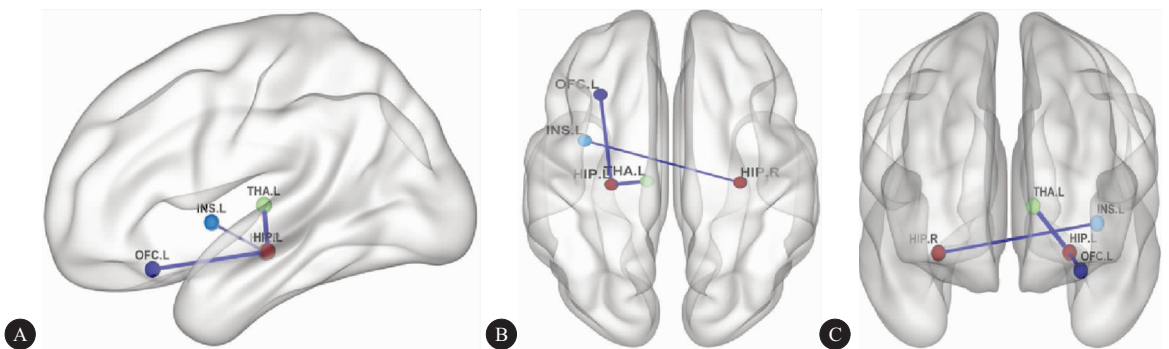 THA.L
INS.L
HIP.L
OFC.L
A
OFC.L
INS.L
HIP.L THA.L HIP.R
B
THA.L
INS.L
HIP.R HIP.L
OFC.L
C